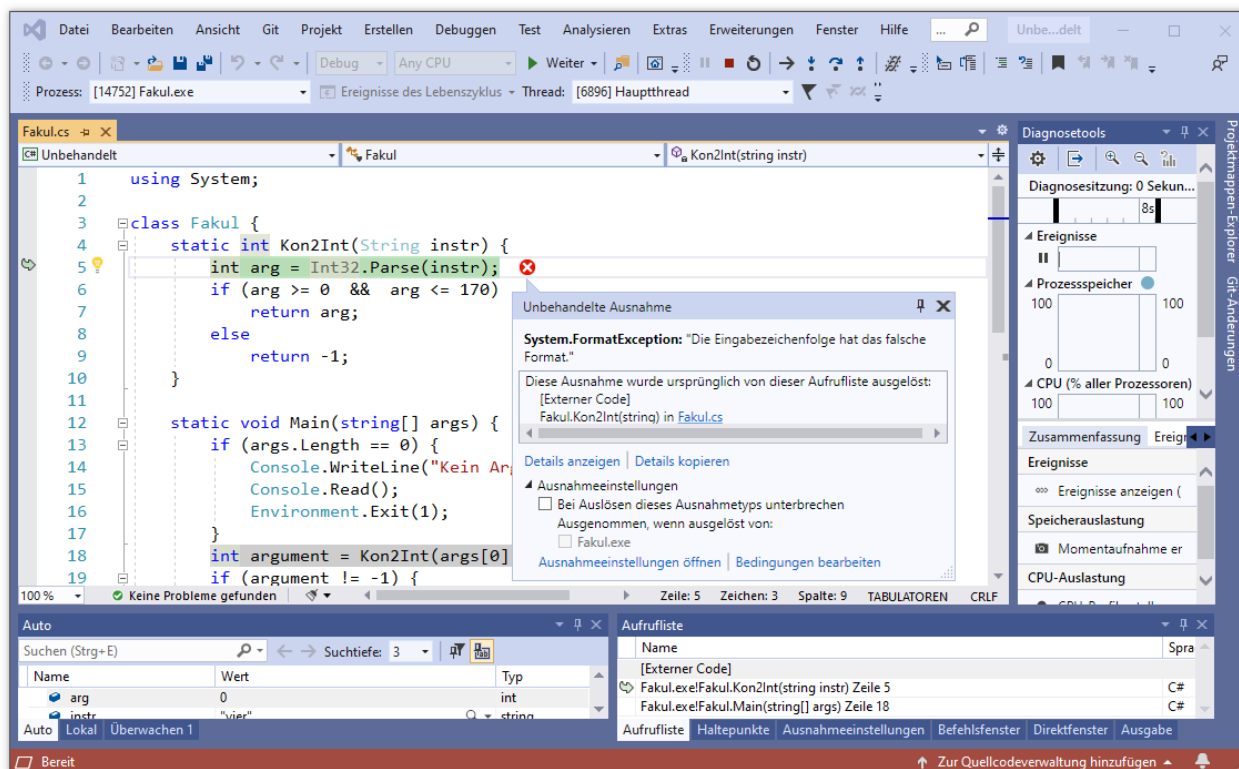 Datei Bearbeiten Ansicht Git Projekt Erstellen Debuggen Test Analysieren Extras Erweiterungen Fenster Hilfe ... Unbe...delt
Debug Any CPU Weiter
Prozess: [14752] Fakul.exe Ereignisse des Lebenszyklus Thread: [6896] Hauptthread
Fakul.cs
C# Unbehandelt Fakul Kon2Int(string instr)
1 using System;
2
3 class Fakul {
4 static int Kon2Int(String instr) {
5 int arg = Int32.Parse(instr);
6 if (arg >= 0 && arg <= 170)
7 return arg;
8 else
9 return -1;
10 }
11
12 static void Main(string[] args) {
13 if (args.Length == 0) {
14 Console.WriteLine("Kein Ar
15 Console.Read();
16 Environment.Exit(1);
17 }
18 int argument = Kon2Int(args[0]
19 if (argument != -1) {
Unbehandelte Ausnahme
System.FormatException: "Die Eingabezeichenfolge hat das falsche
Format."
Diese Ausnahme wurde ursprünglich von dieser Aufrufliste ausgelöst:
[Externer Code]
Fakul.Kon2Int(string) in Fakul.cs
Details anzeigen | Details kopieren
Ausnahmeeinstellungen
Bei Auslösen dieses Ausnahmetyps unterbrechen
Ausgenommen, wenn ausgelöst von:
Fakul.exe
Ausnahmeeinstellungen öffnen | Bedingungen bearbeiten
100 % Keine Probleme gefunden Zeile: 5 Zeichen: 3 Spalte: 9 TABULATOREN CRLF
Diagnosetools
Diagnosesitzung: 0 Sekun...
8s
Ereignisse
Prozessspeicher
100 100
0 0
CPU (% aller Prozessoren)
100 100
Zusammenfassung Ereig
Ereignisse
Ereignisse anzeigen (
Speicherauslastung
Momentaufnahme er
CPU-Auslastung
Projektmappen-Explorer
Git-Änderungen
Auto
Suchen (Strg+E) Suchtiefe: 3
Name Wert Typ
arg 0 int
instr "vier" string
Auto Lokal Überwachen 1
Aufrufliste
Name Spra
[Externer Code]
Fakul.exe!Fakul.Kon2Int(string instr) Zeile 5 C#
Fakul.exe!Fakul.Main(string[] args) Zeile 18 C#
Aufrufliste Haltepunkte Ausnahmeeinstellungen Befehlsfenster Direktfenster Ausgabe
Bereit Zur Quellcodeverwaltung hinzufügen